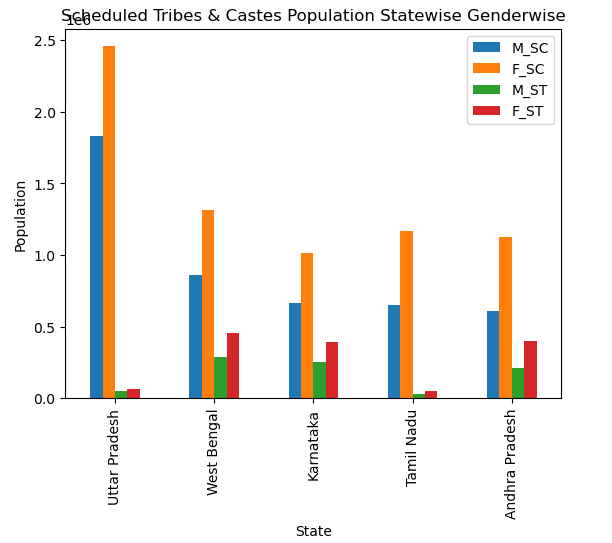 Scheduled Tribes & Castes Population Statewise Genderwise
1e6
M_SC
F_SC
M_ST
F_ST
2.5
2.0
1.5
1.0
0.5
0.0
Population
Uttar Pradesh
West Bengal
Karnataka
Tamil Nadu
Andhra Pradesh
State